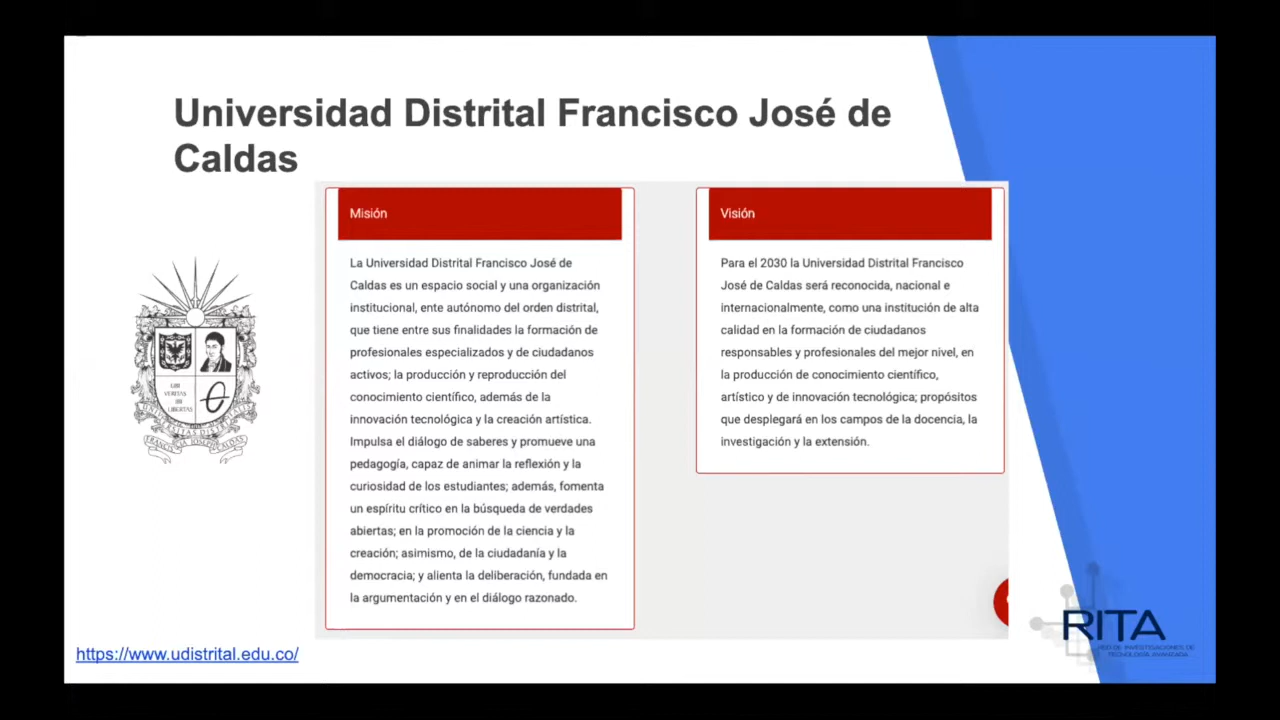 Universidad Distrital Francisco José de
Caldas
Misión
La Universidad Distrital Francisco José de
Caldas es un espacio social y una organización
institucional, ente autónomo del orden distrital,
que tiene entre sus finalidades la formación de
profesionales especializados y de ciudadanos
activos; la producción y reproducción del
conocimiento científico, además de la
innovación tecnológica y la creación artística.
Impulsa el diálogo de saberes y promueve una
pedagogía, capaz de animar la reflexión y la
curiosidad de los estudiantes; además, fomenta
un espíritu crítico en la búsqueda de verdades
abiertas; en la promoción de la ciencia y la
creación; asimismo, de la ciudadanía y la
democracia; y alienta la deliberación, fundada en
la argumentación y en el diálogo razonado.
Visión
Para el 2030 la Universidad Distrital Francisco
José de Caldas será reconocida, nacional e
internacionalmente, como una institución de alta
calidad en la formación de ciudadanos
responsables y profesionales del mejor nivel, en
la producción de conocimiento científico,
artístico y de innovación tecnológica; propósitos
que desplegará en los campos de la docencia, la
investigación y la extensión.
https://www.udistrital.edu.co/
RITA
RED DE INVESTIGACIONES DE
TECNOLOGÍA AVANZADA